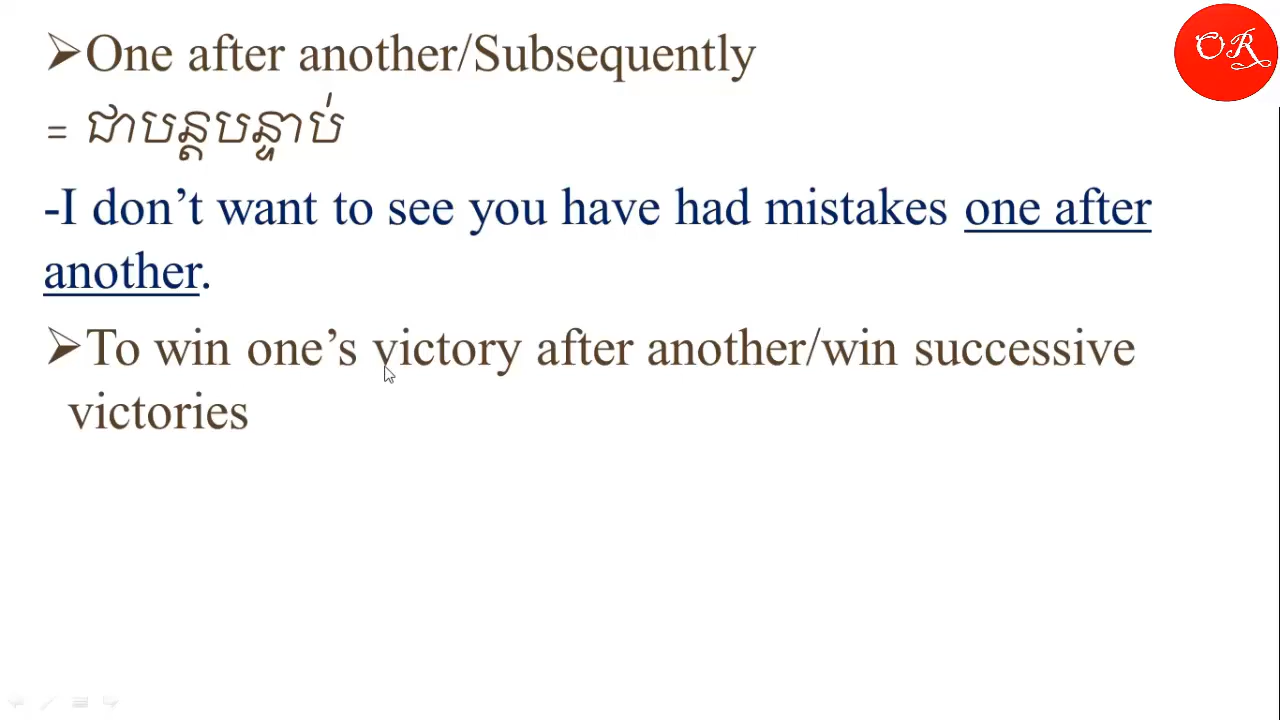 ➢One after another/Subsequently
= ជាបន្តបន្ទាប់
-I don’t want to see you have had mistakes one after
another.
➢To win one’s victory after another/win successive
victories
OR